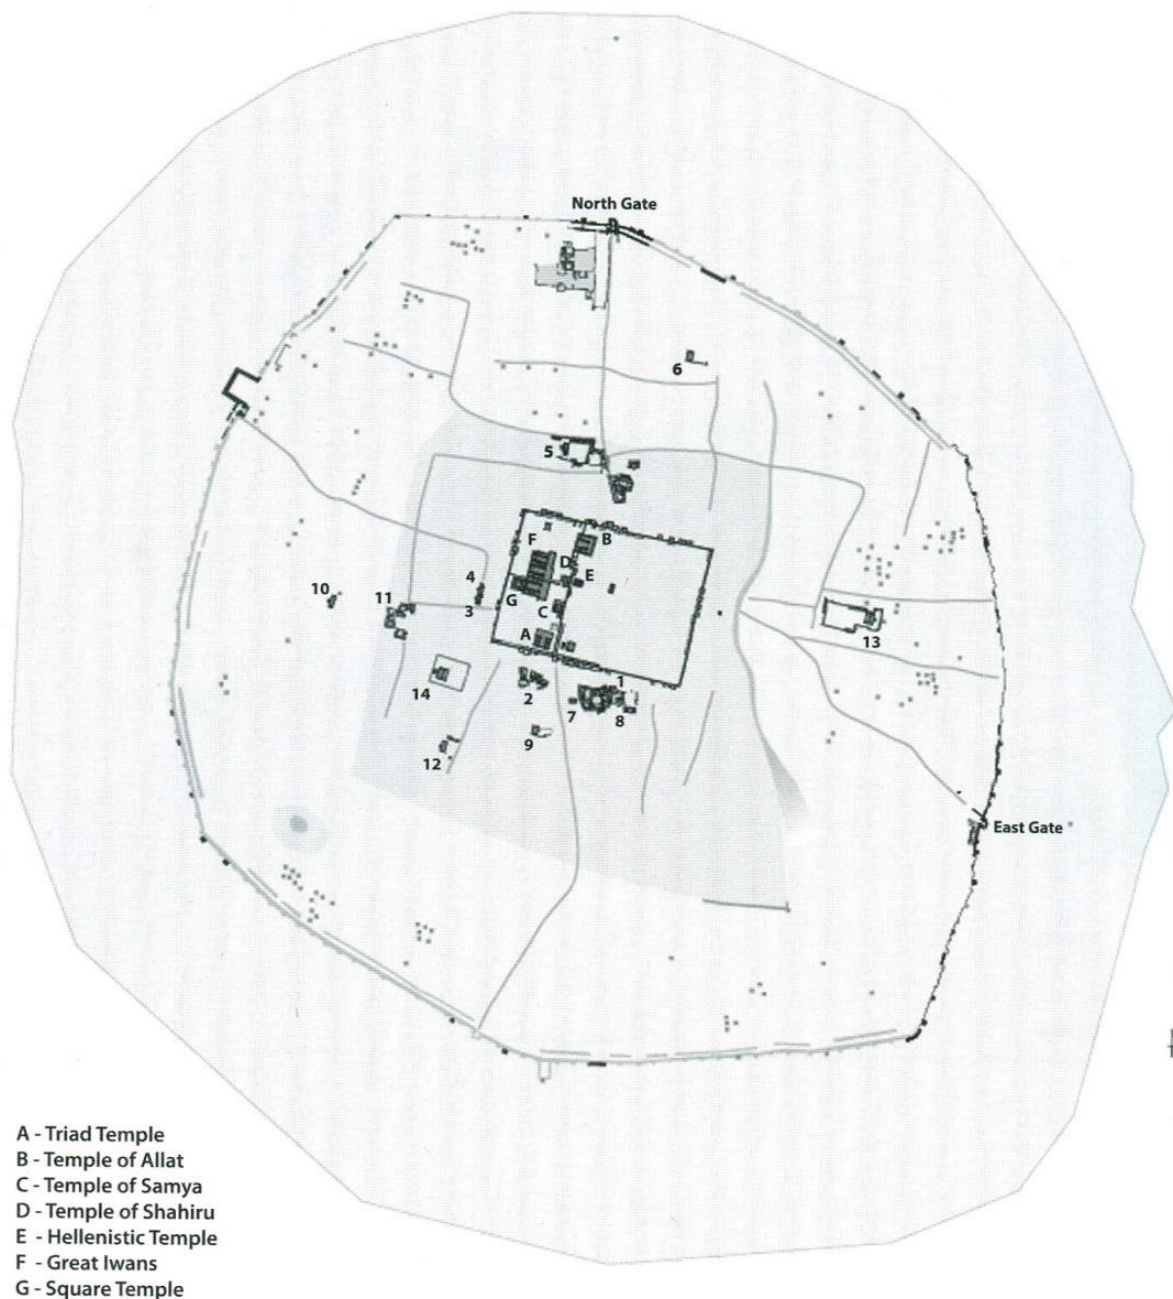 North Gate
6
5
F
B
D
E
4
10
11
G
C
3
A
13
14
1
2
7
8
9
12
East Gate
A - Triad Temple
B - Temple of Allat
C - Temple of Samya
D - Temple of Shahiru
E - Hellenistic Temple
F - Great Iwans
G - Square Temple